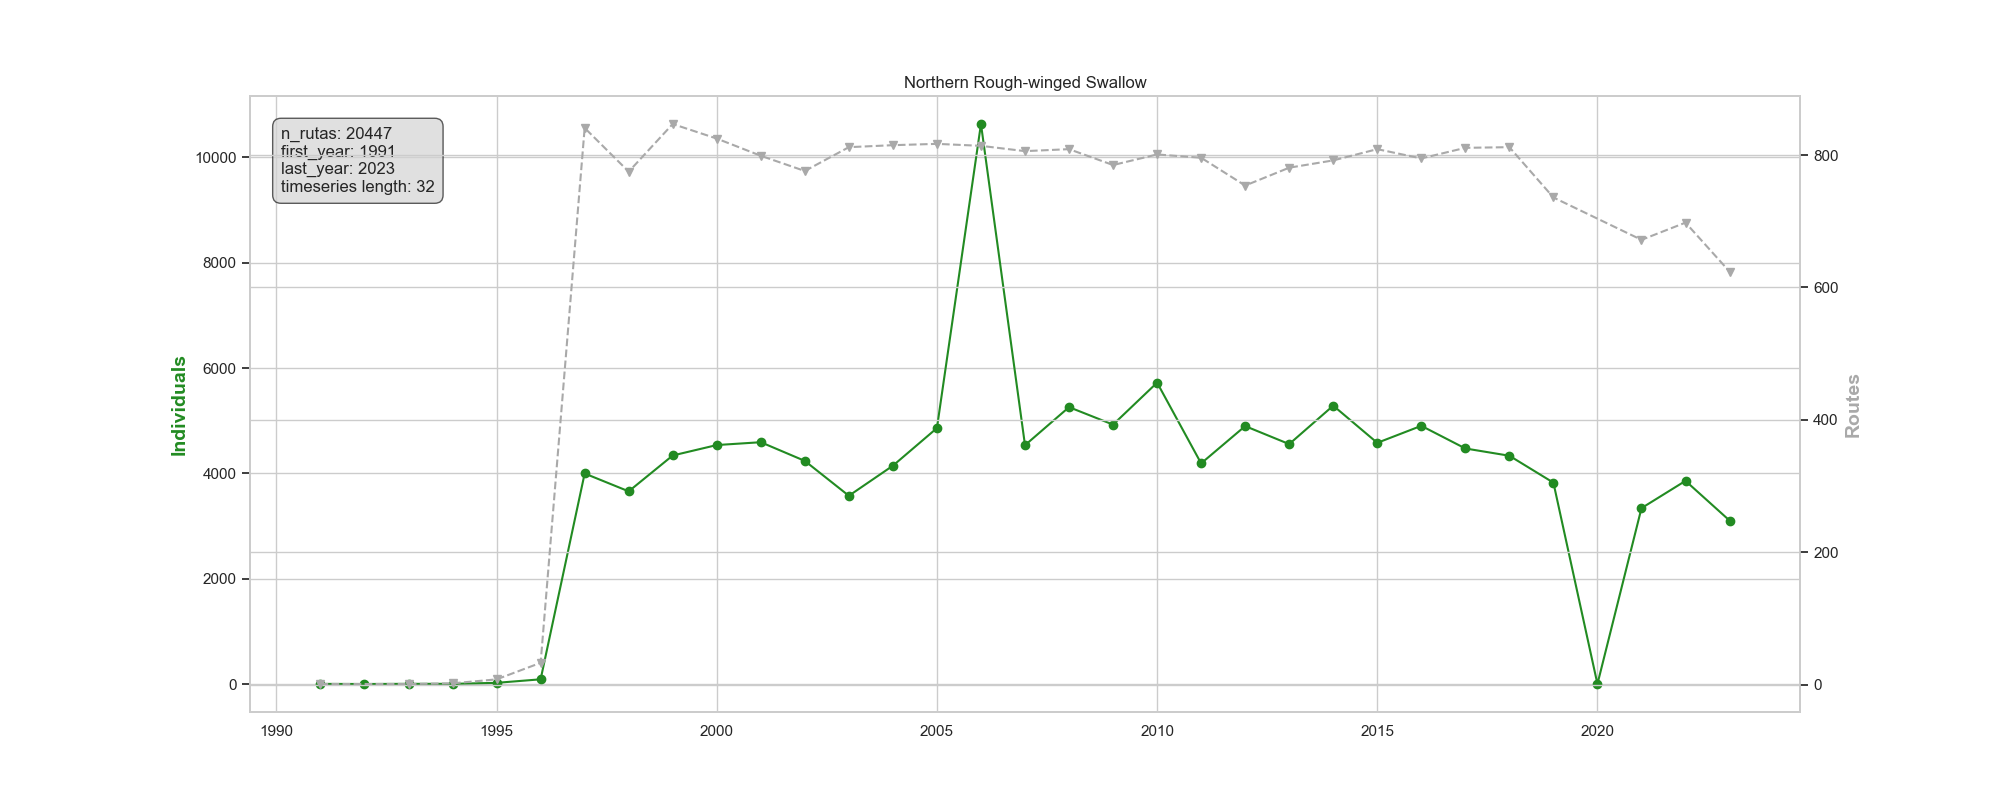 Northern Rough-winged Swallow
n_rutas: 20447
first_year: 1991
last_year: 2023
timeseries length: 32
10000
8000
6000
4000
2000
0
Individuals
800
600
400
200
0
Routes
1990 1995 2000 2005 2010 2015 2020